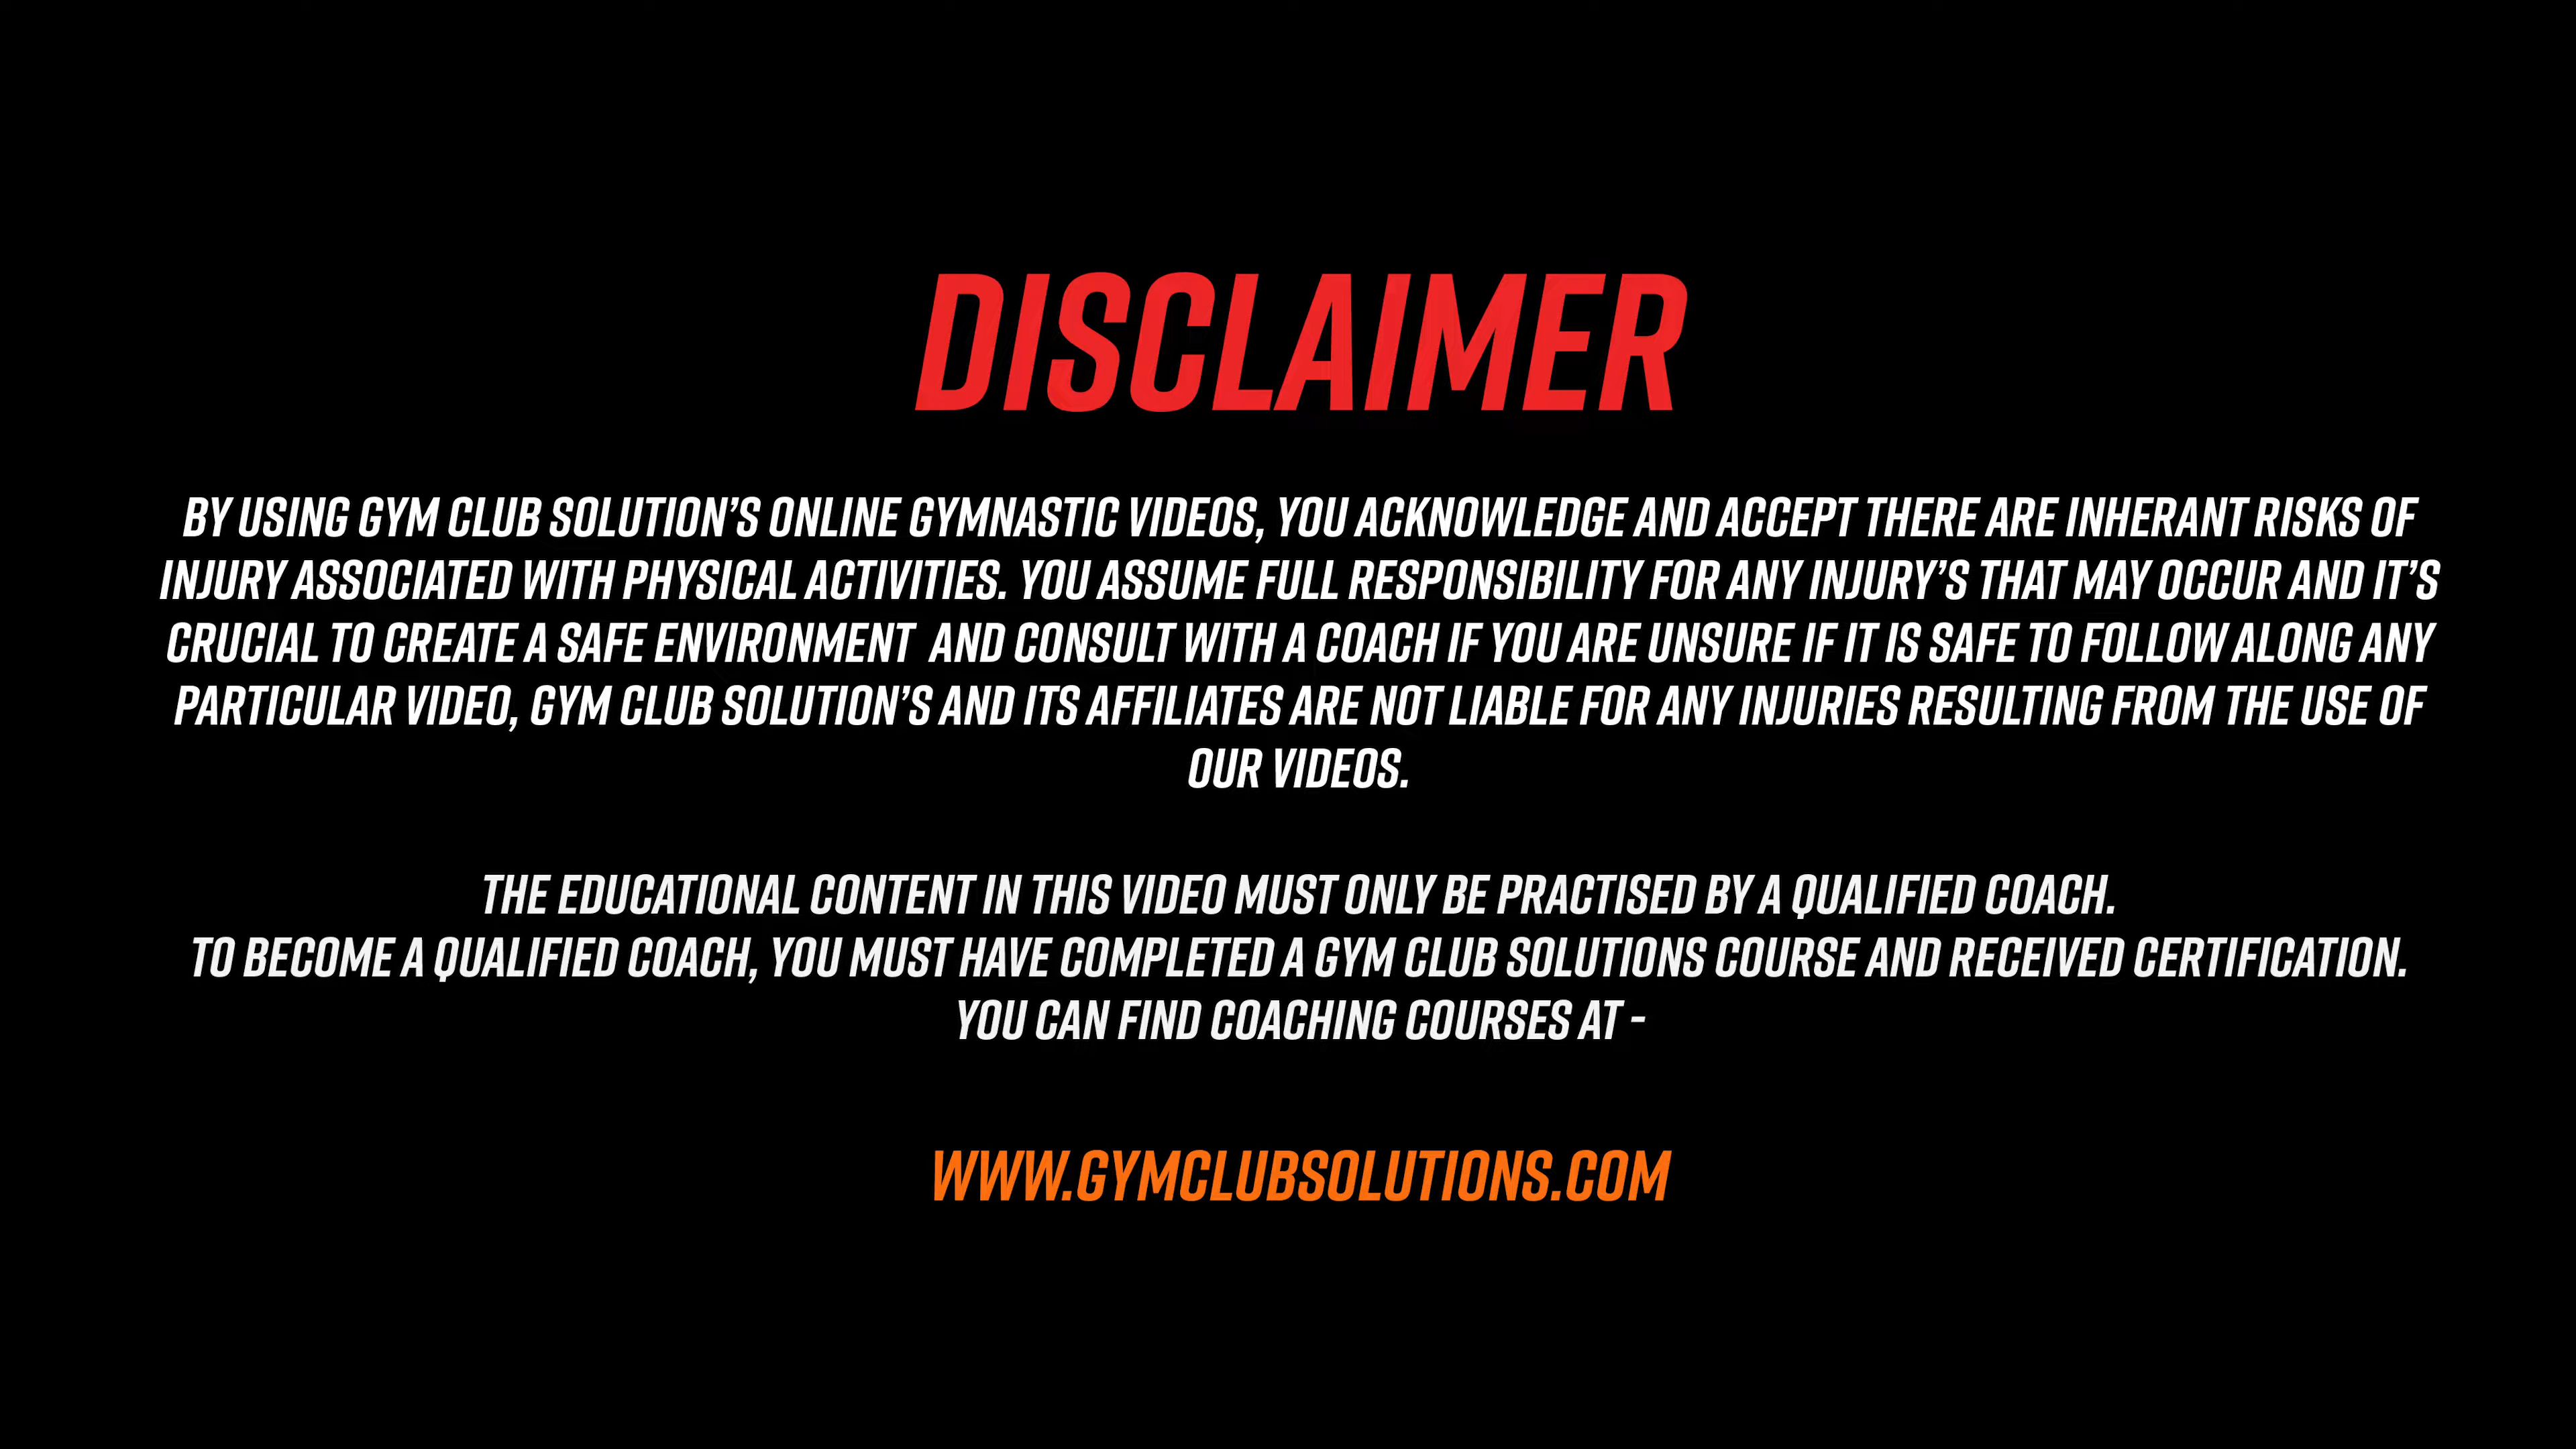 DISCLAIMER
BY USING GYM CLUB SOLUTION'S ONLINE GYMNASTIC VIDEOS, YOU ACKNOWLEDGE AND ACCEPT THERE ARE INHERANT RISKS OF
INJURY ASSOCIATED WITH PHYSICAL ACTIVITIES. YOU ASSUME FULL RESPONSIBILITY FOR ANY INJURY'S THAT MAY OCCUR AND IT'S
CRUCIAL TO CREATE A SAFE ENVIRONMENT AND CONSULT WITH A COACH IF YOU ARE UNSURE IF IT IS SAFE TO FOLLOW ALONG ANY
PARTICULAR VIDEO, GYM CLUB SOLUTION'S AND ITS AFFILIATES ARE NOT LIABLE FOR ANY INJURIES RESULTING FROM THE USE OF
OUR VIDEOS.
THE EDUCATIONAL CONTENT IN THIS VIDEO MUST ONLY BE PRACTISED BY A QUALIFIED COACH.
TO BECOME A QUALIFIED COACH, YOU MUST HAVE COMPLETED A GYM CLUB SOLUTIONS COURSE AND RECEIVED CERTIFICATION.
YOU CAN FIND COACHING COURSES AT -
WWW.GYMCLUBSOLUTIONS.COM